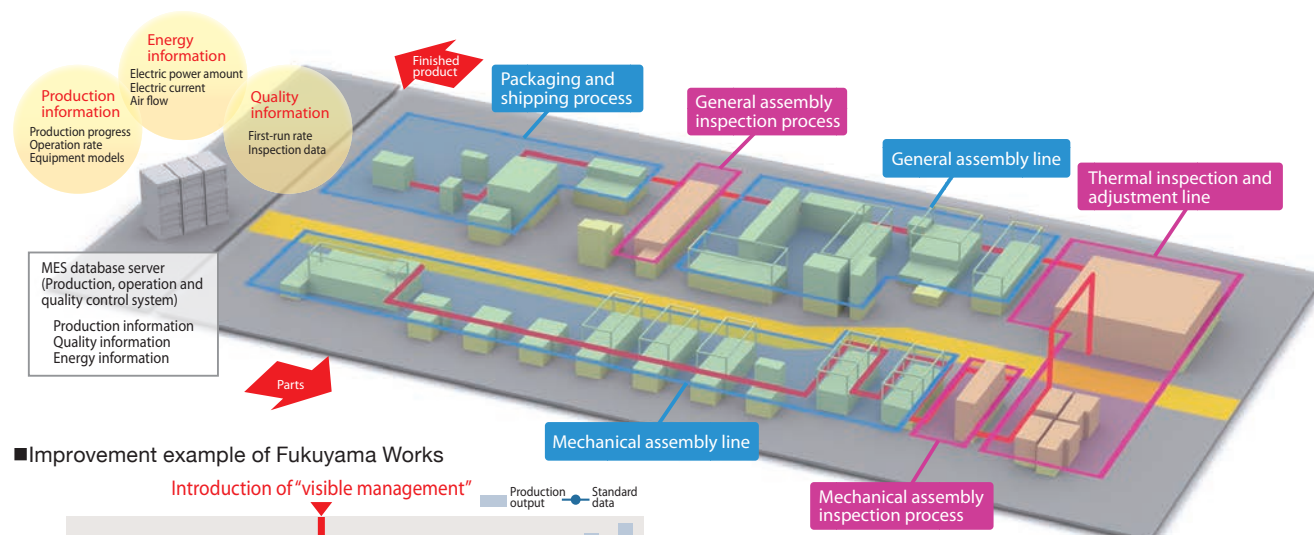 Energy
information
Electric power amount
Electric current
Air flow
Production
information
Production progress
Operation rate
Equipment models
Quality
information
First-run rate
Inspection data
Finished
product
Packaging and
shipping process
General assembly
inspection process
General assembly line
Thermal inspection and
adjustment line
MES database server
(Production, operation and
quality control system)
Production information
Quality information
Energy information
Parts
Mechanical assembly line
Mechanical assembly
inspection process
■Improvement example of Fukuyama Works
Introduction of "visible management"
Production
output
Standard
data